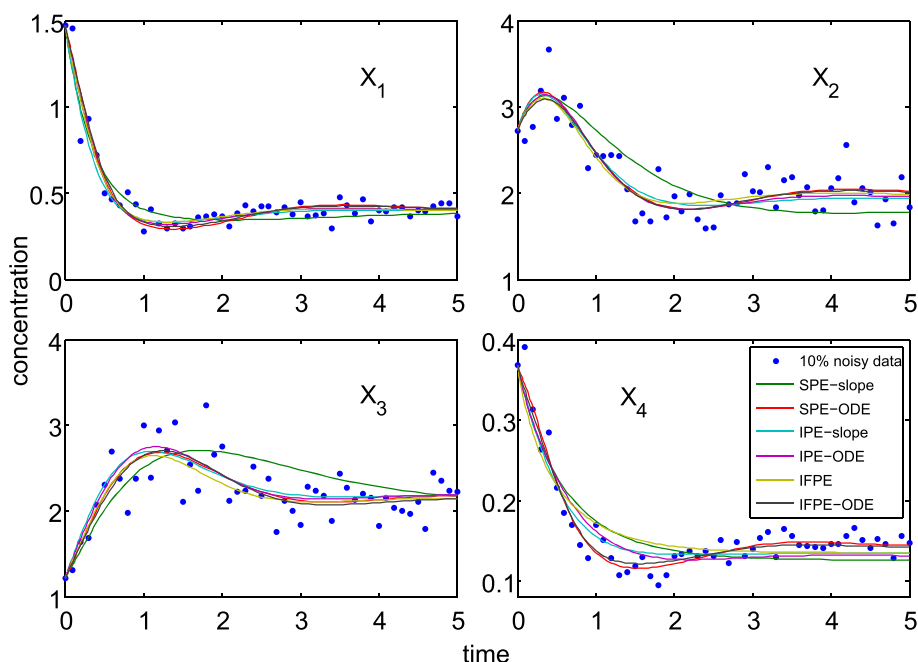 1.5
1
0.5
0
0 1 2 3 4 5
X1
4
3
2
1
0 1 2 3 4 5
X2
concentration
4
3
2
1
0 1 2 3 4 5
X3
0.4
0.3
0.2
0.1
0 1 2 3 4 5
X4
10% noisy data
SPE−slope
SPE−ODE
IPE−slope
IPE−ODE
IFPE
IFPE−ODE
time